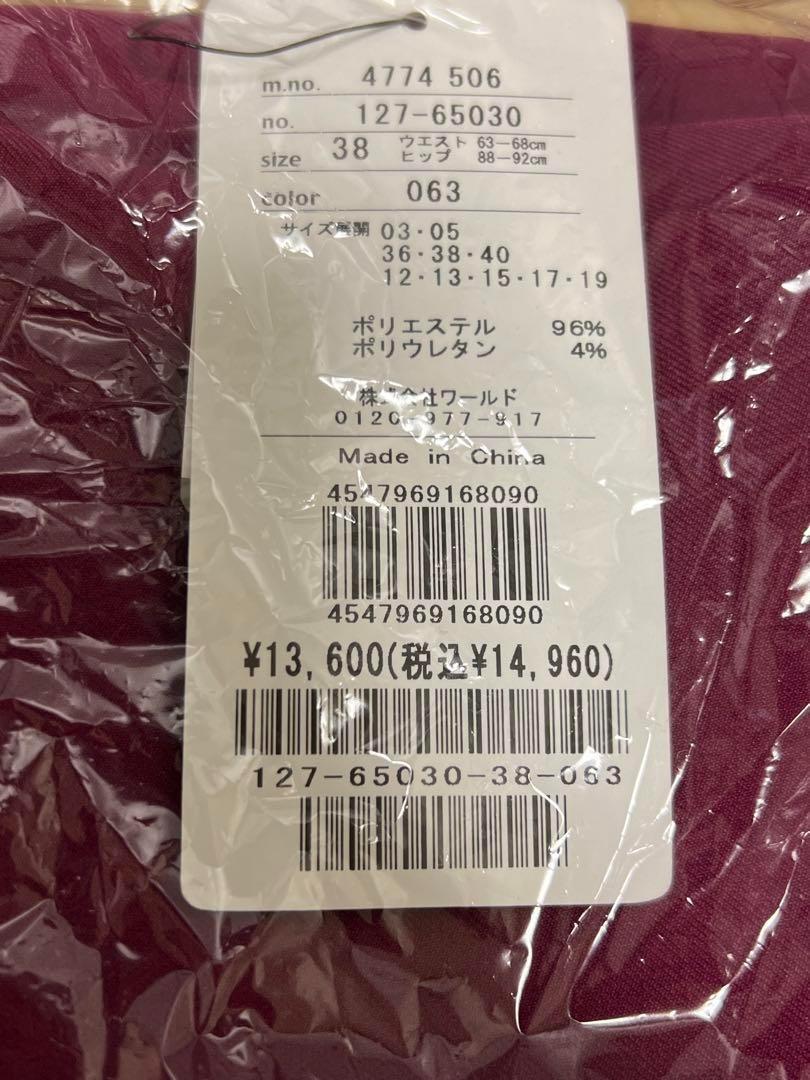 m.no. 4774 506
no. 127-65030
size 38 ウエスト 63-68cm
ヒップ 88-92cm
color 063
サイズ展開 03・05
36・38・40
12・13・15・17・19
ポリエステル 96%
ポリウレタン 4%
株式会社ワールド
0120-977-917
Made in China
4547969168090
4547969168090
¥13,600(税込¥14,960)
127-65030-38-063